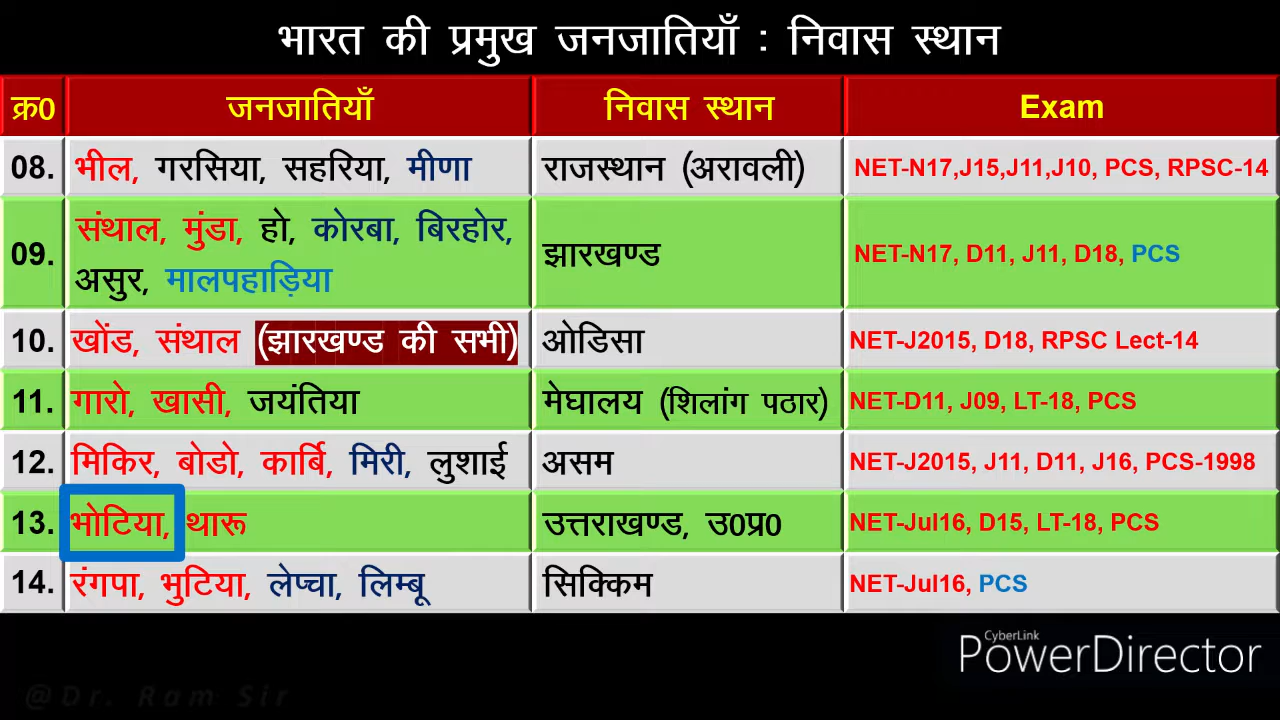 भारत की प्रमुख जनजातियाँ : निवास स्थान
क्र0 जनजातियाँ निवास स्थान Exam
08. भील, गरसिया, सहरिया, मीणा राजस्थान (अरावली) NET-N17,J15,J11,J10, PCS, RPSC-14
09. संथाल, मुंडा, हो, कोरबा, बिरहोर, झारखण्ड NET-N17, D11, J11, D18, PCS
असुर, मालपहाड़िया
10. खोंड, संथाल (झारखण्ड की सभी) ओडिसा NET-J2015, D18, RPSC Lect-14
11. गारो, खासी, जयंतिया मेघालय (शिलांग पठार) NET-D11, J09, LT-18, PCS
12. मिकिर, बोडो, कार्बि, मिरी, लुशाई असम NET-J2015, J11, D11, J16, PCS-1998
13. भोटिया, थारू उत्तराखण्ड, उ0प्र0 NET-Jul16, D15, LT-18, PCS
14. रंगपा, भुटिया, लेप्चा, लिम्बू सिक्किम NET-Jul16, PCS
CyberLink
PowerDirector
@Dr. Ram Sir